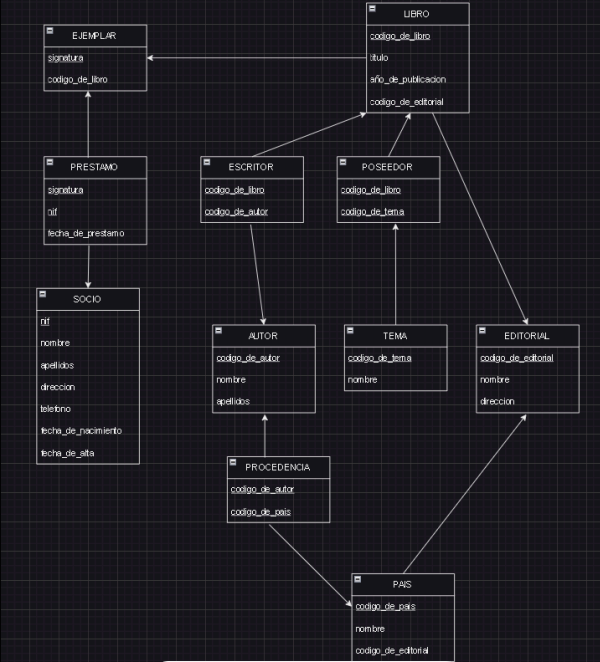 LIBRO
codigo_de_libro
titulo
año_de_publicacion
codigo_de_editorial
EJEMPLAR
signatura
codigo_de_libro
PRESTAMO
signatura
nif
fecha_de_prestamo
ESCRITOR
codigo_de_libro
codigo_de_autor
POSEEDOR
codigo_de_libro
codigo_de_tema
SOCIO
nif
nombre
apellidos
direccion
telefono
fecha_de_nacimiento
fecha_de_alta
AUTOR
codigo_de_autor
nombre
apellidos
TEMA
codigo_de_tema
nombre
EDITORIAL
codigo_de_editorial
nombre
direccion
PROCEDENCIA
codigo_de_autor
codigo_de_pais
PAIS
codigo_de_pais
nombre
codigo_de_editorial